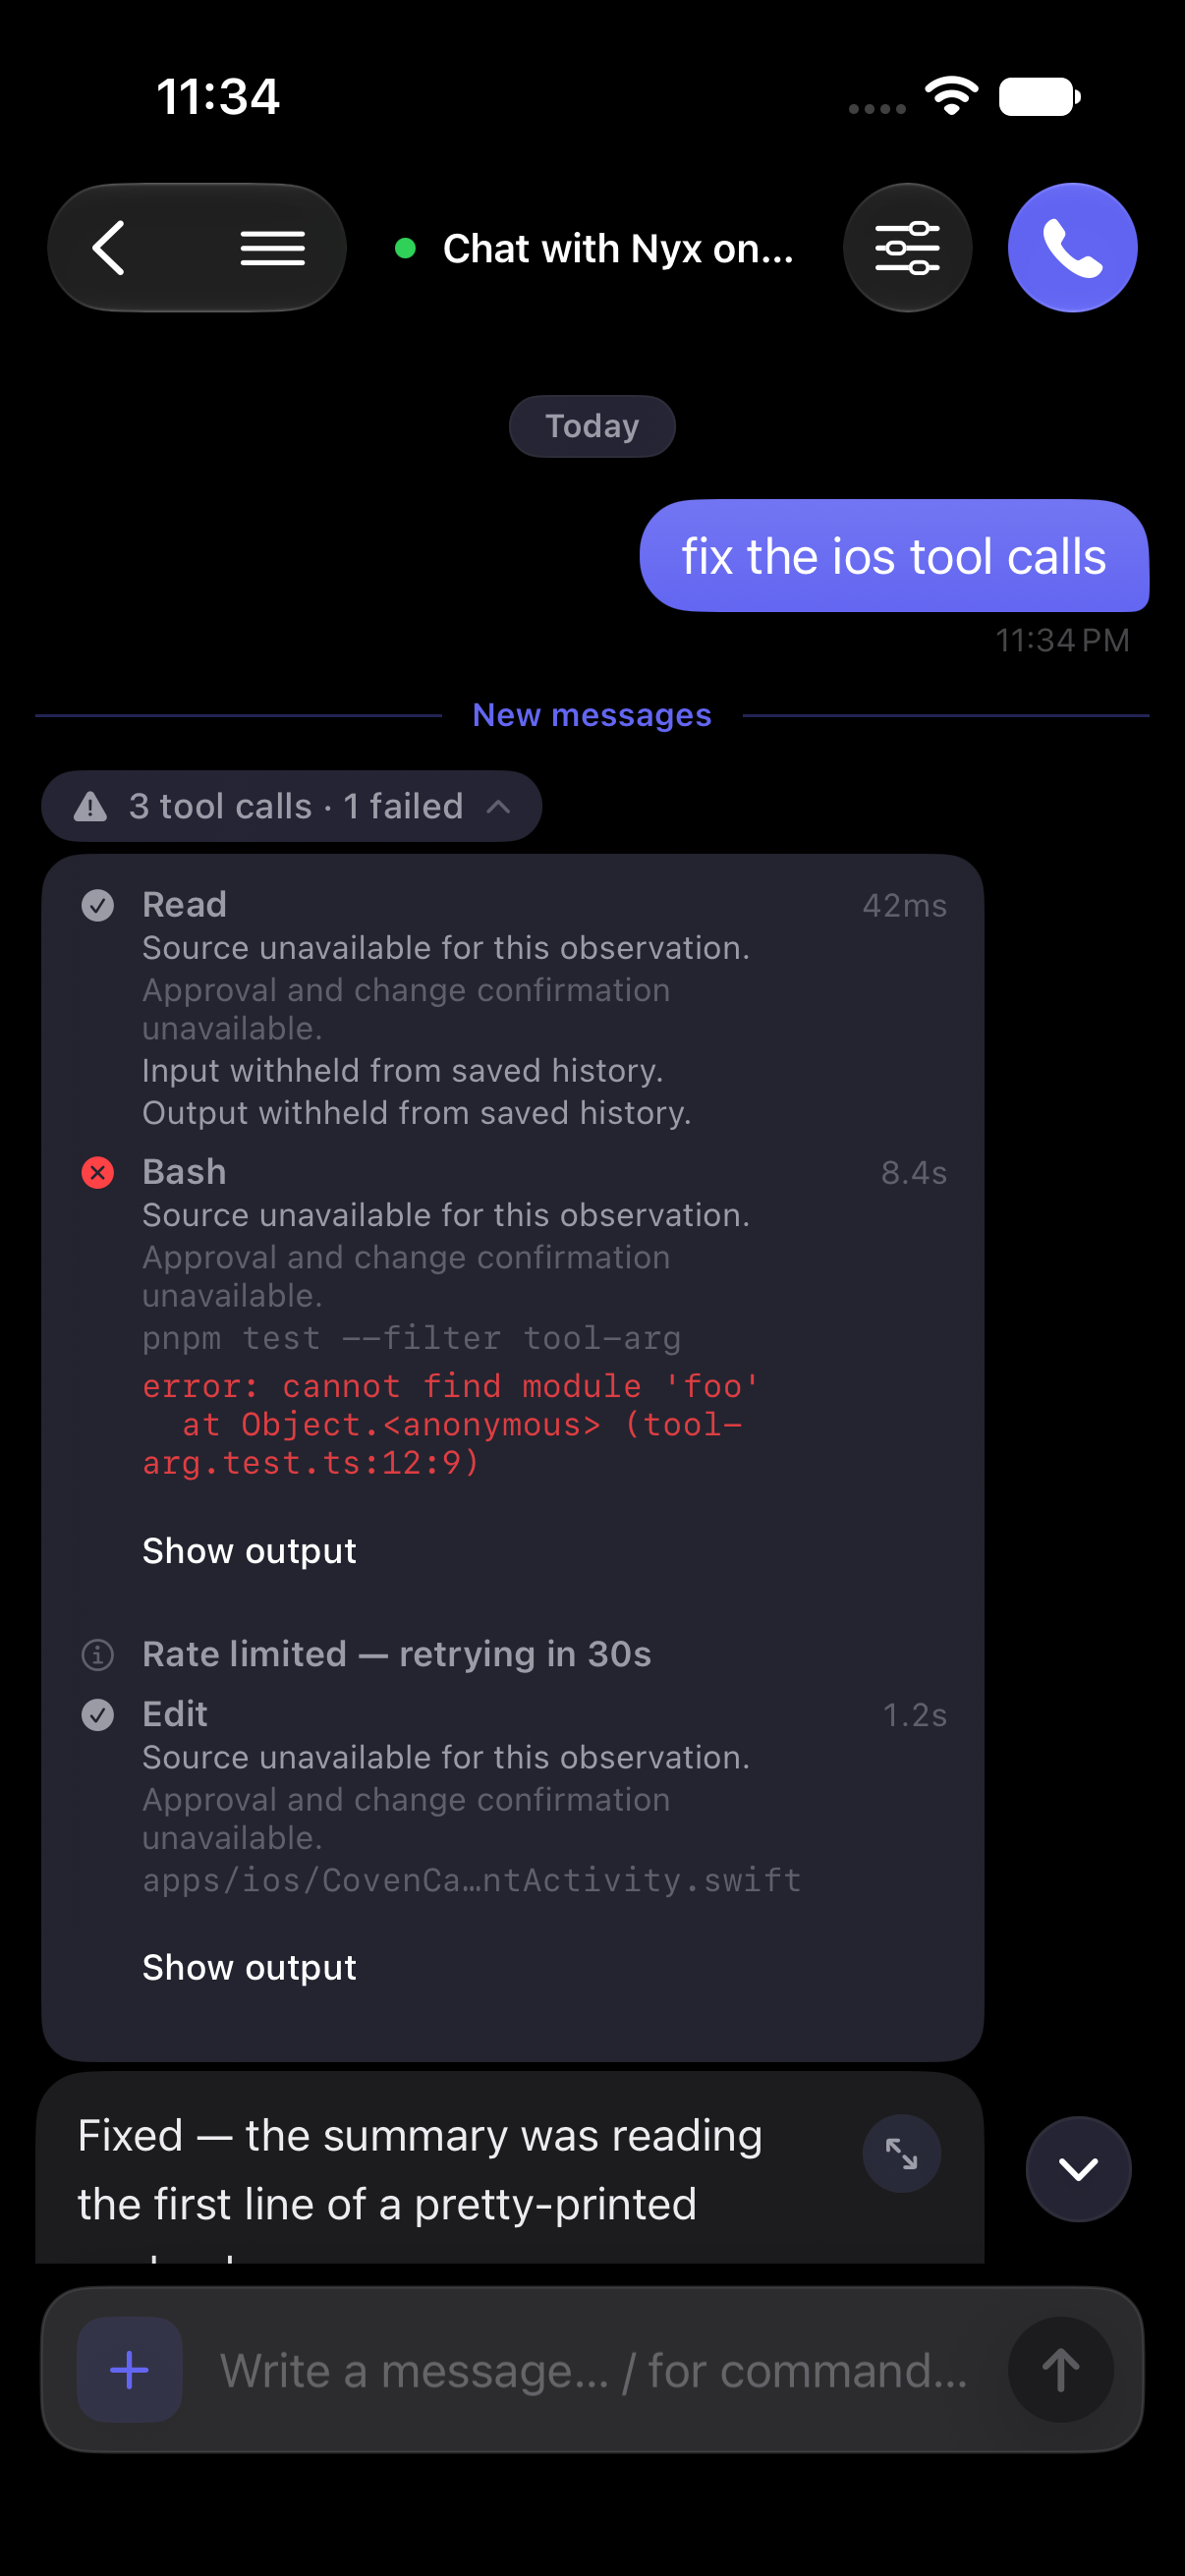 11:34
Chat with Nyx on...
Today
fix the ios tool calls
11:34 PM
New messages
3 tool calls · 1 failed
Read 42ms
Source unavailable for this observation.
Approval and change confirmation
unavailable.
Input withheld from saved history.
Output withheld from saved history.
Bash 8.4s
Source unavailable for this observation.
Approval and change confirmation
unavailable.
pnpm test --filter tool-arg
error: cannot find module 'foo'
at Object.<anonymous> (tool-
arg.test.ts:12:9)
Show output
Rate limited — retrying in 30s
Edit 1.2s
Source unavailable for this observation.
Approval and change confirmation
unavailable.
apps/ios/CovenCa…ntActivity.swift
Show output
Fixed — the summary was reading
the first line of a pretty-printed
Write a message... / for command...